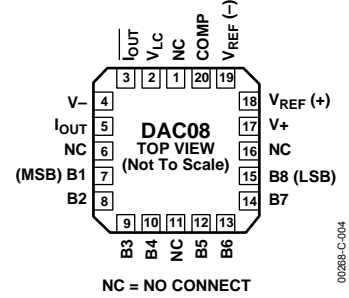 I̅O̅U̅T̅
VLC
NC
COMP
VREF (–)
3 2 1 20 19
V– 4
IOUT 5
NC 6
(MSB) B1 7
B2 8
18 VREF (+)
17 V+
16 NC
15 B8 (LSB)
14 B7
DAC08
TOP VIEW
(Not To Scale)
9 10 11 12 13
B3
B4
NC
B5
B6
NC = NO CONNECT
00268-C-004